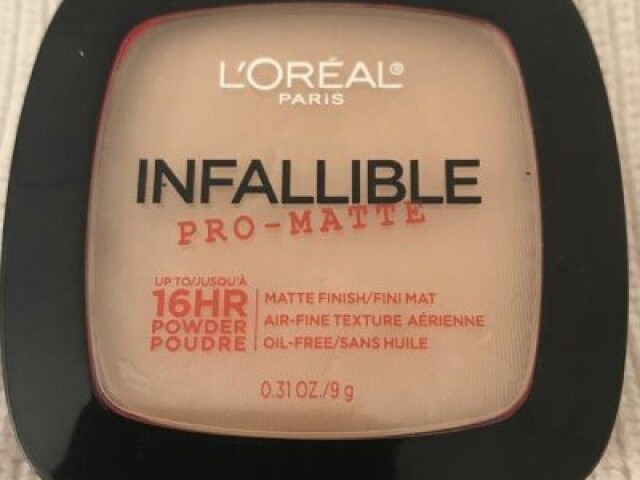 L'ORÉAL®
PARIS
INFALLIBLE
PRO-MATTE
UP TO/JUSQU'À
16HR
POWDER
POUDRE
MATTE FINISH/FINI MAT
AIR-FINE TEXTURE AÉRIENNE
OIL-FREE/SANS HUILE
0.31 OZ./9 g